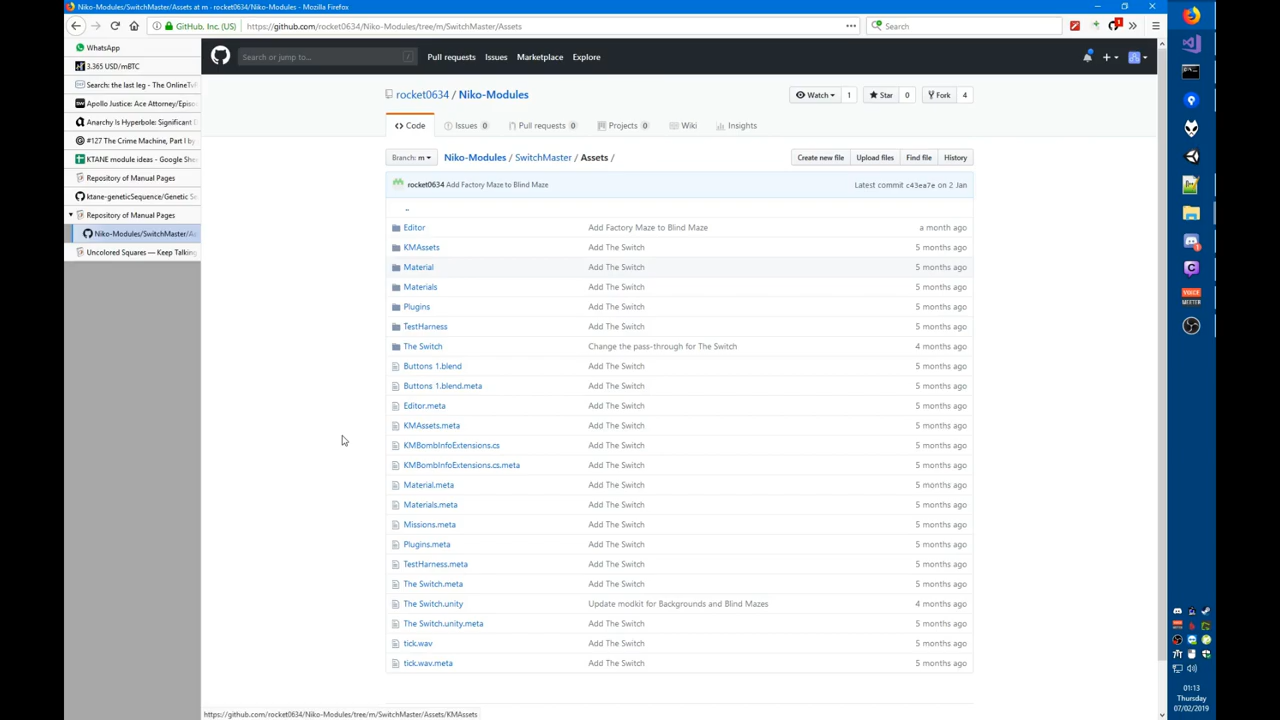 Niko-Modules/SwitchMaster/Assets at m · rocket0634/Niko-Modules - Mozilla Firefox
GitHub, Inc. (US)
https://github.com/rocket0634/Niko-Modules/tree/m/SwitchMaster/Assets
Search
WhatsApp
3.365 USD/mBTC
Search: the last leg - The OnlineTv
Apollo Justice: Ace Attorney/Episo
Anarchy Is Hyperbole: Significant D
#127 The Crime Machine, Part I by
KTANE module ideas - Google She
Repository of Manual Pages
ktane-geneticSequence/Genetic Se
Repository of Manual Pages
Niko-Modules/SwitchMaster/As
Uncolored Squares — Keep Talking
Search or jump to... /
Pull requests Issues Marketplace Explore
rocket0634 / Niko-Modules
Watch 1 Star 0 Fork 4
Code Issues 0 Pull requests 0 Projects 0 Wiki Insights
Branch: m Niko-Modules / SwitchMaster / Assets /
Create new file Upload files Find file History
rocket0634 Add Factory Maze to Blind Maze Latest commit c43ea7e on 2 Jan
..
Editor Add Factory Maze to Blind Maze a month ago
KMAssets Add The Switch 5 months ago
Material Add The Switch 5 months ago
Materials Add The Switch 5 months ago
Plugins Add The Switch 5 months ago
TestHarness Add The Switch 5 months ago
The Switch Change the pass-through for The Switch 4 months ago
Buttons 1.blend Add The Switch 5 months ago
Buttons 1.blend.meta Add The Switch 5 months ago
Editor.meta Add The Switch 5 months ago
KMAssets.meta Add The Switch 5 months ago
KMBombInfoExtensions.cs Add The Switch 5 months ago
KMBombInfoExtensions.cs.meta Add The Switch 5 months ago
Material.meta Add The Switch 5 months ago
Materials.meta Add The Switch 5 months ago
Missions.meta Add The Switch 5 months ago
Plugins.meta Add The Switch 5 months ago
TestHarness.meta Add The Switch 5 months ago
The Switch.meta Add The Switch 5 months ago
The Switch.unity Update modkit for Backgrounds and Blind Mazes 4 months ago
The Switch.unity.meta Add The Switch 5 months ago
tick.wav Add The Switch 5 months ago
tick.wav.meta Add The Switch 5 months ago
https://github.com/rocket0634/Niko-Modules/tree/m/SwitchMaster/Assets/KMAssets
VOICE
MEETER
01:13
Thursday
07/02/2019